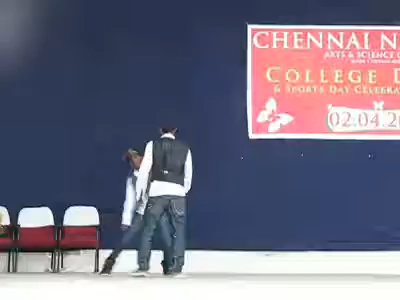 CHENNAI N
ARTS & SCIENCE
COLLEGE D
& SPORTS DAY CELEBRA
02.04.20